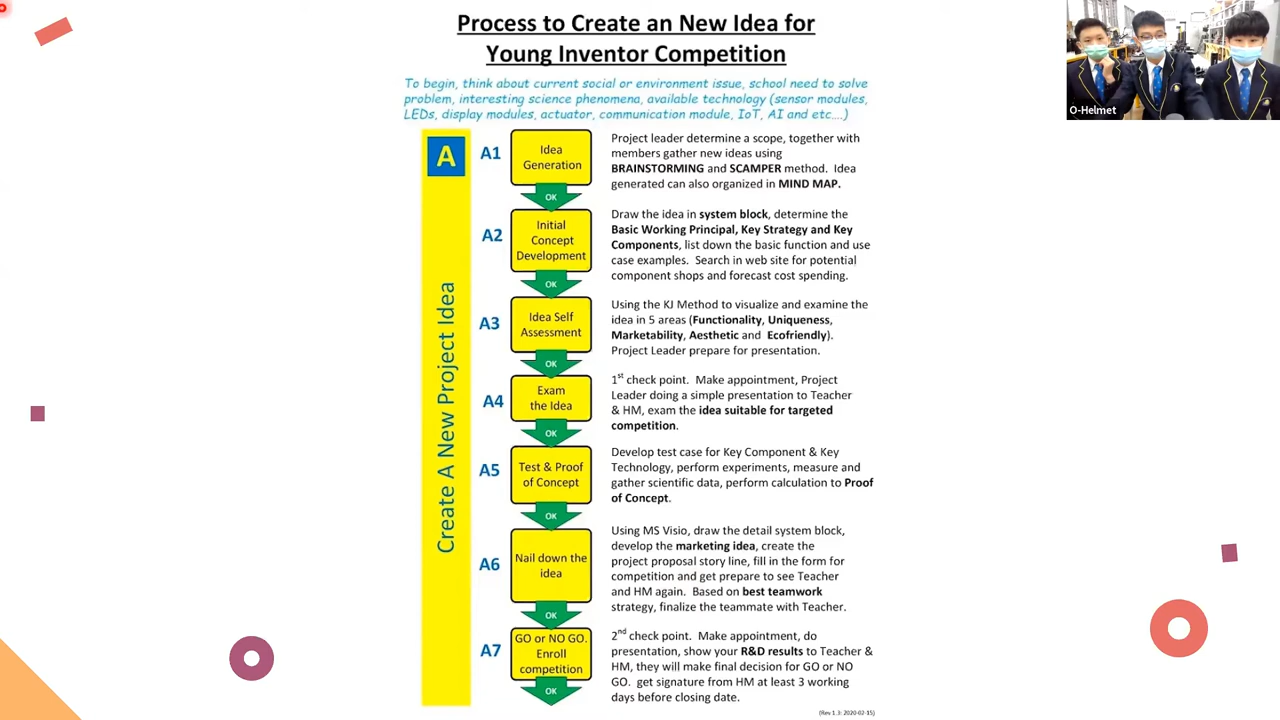 Process to Create an New Idea for
Young Inventor Competition
To begin, think about current social or environment issue, school need to solve
problem, interesting science phenomena, available technology (sensor modules,
LEDs, display modules, actuator, communication module, IoT, AI and etc....)
O-Helmet
A
Create A New Project Idea
A1
Idea
Generation
OK
Project leader determine a scope, together with
members gather new ideas using
BRAINSTORMING and SCAMPER method. Idea
generated can also organized in MIND MAP.
A2
Initial
Concept
Development
OK
Draw the idea in system block, determine the
Basic Working Principal, Key Strategy and Key
Components, list down the basic function and use
case examples. Search in web site for potential
component shops and forecast cost spending.
A3
Idea Self
Assessment
OK
Using the KJ Method to visualize and examine the
idea in 5 areas (Functionality, Uniqueness,
Marketability, Aesthetic and Ecofriendly).
Project Leader prepare for presentation.
A4
Exam
the Idea
OK
1st check point. Make appointment, Project
Leader doing a simple presentation to Teacher
& HM, exam the idea suitable for targeted
competition.
A5
Test & Proof
of Concept
OK
Develop test case for Key Component & Key
Technology, perform experiments, measure and
gather scientific data, perform calculation to Proof
of Concept.
A6
Nail down the
idea
OK
Using MS Visio, draw the detail system block,
develop the marketing idea, create the
project proposal story line, fill in the form for
competition and get prepare to see Teacher
and HM again. Based on best teamwork
strategy, finalize the teammate with Teacher.
A7
GO or NO GO.
Enroll
competition
OK
2nd check point. Make appointment, do
presentation, show your R&D results to Teacher &
HM, they will make final decision for GO or NO
GO. get signature from HM at least 3 working
days before closing date.
(Rev 1.3: 2020-02-15)